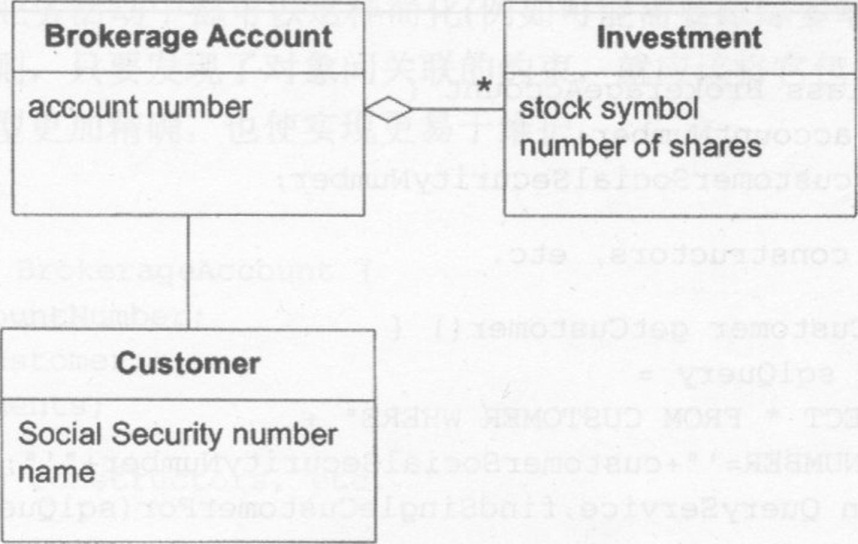 Brokerage Account
account number
*
Investment
stock symbol
number of shares
Customer
Social Security number
name